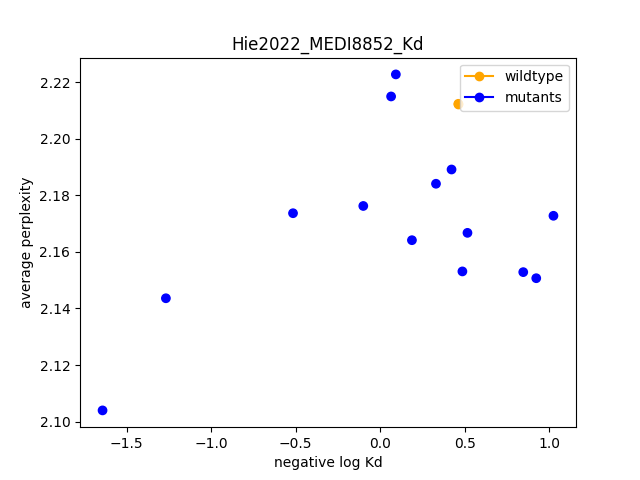 Hie2022_MEDI8852_Kd
wildtype
mutants
average perplexity
2.22
2.20
2.18
2.16
2.14
2.12
2.10
−1.5
−1.0
−0.5
0.0
0.5
1.0
negative log Kd